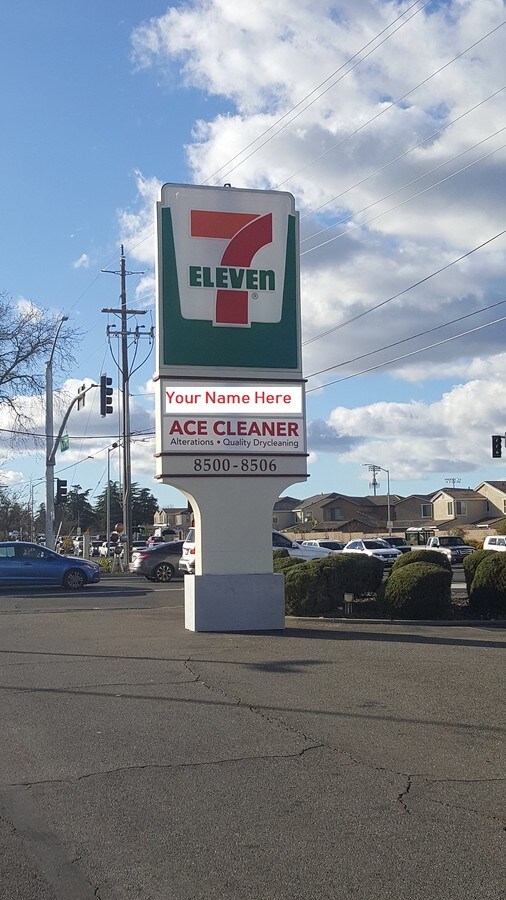 7
ELEVEn
®
Your Name Here
ACE CLEANER
Alterations • Quality Drycleaning
8500-8506